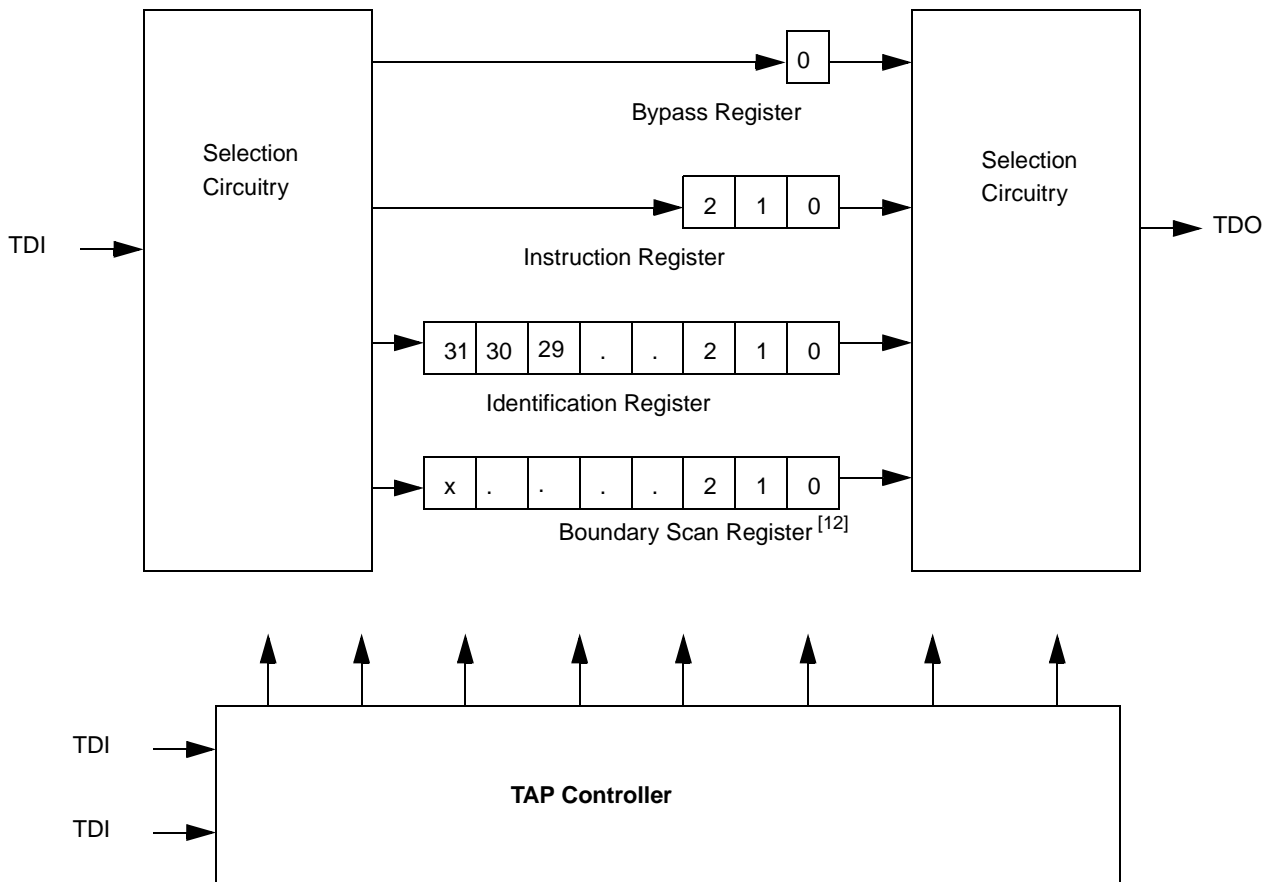 0
Bypass Register
Selection
Circuitry
Selection
Circuitry
2 1 0
TDI
TDO
Instruction Register
31 30 29 . . 2 1 0
Identification Register
x . . . . 2 1 0
Boundary Scan Register [12]
TDI
TAP Controller
TDI